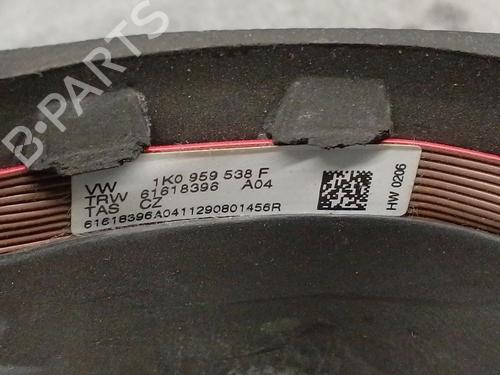 B-PARTS
VW 1K0 959 538 F
TRW 61618396 A04
TAS CZ
61618396A0411290801456R
HW 0206